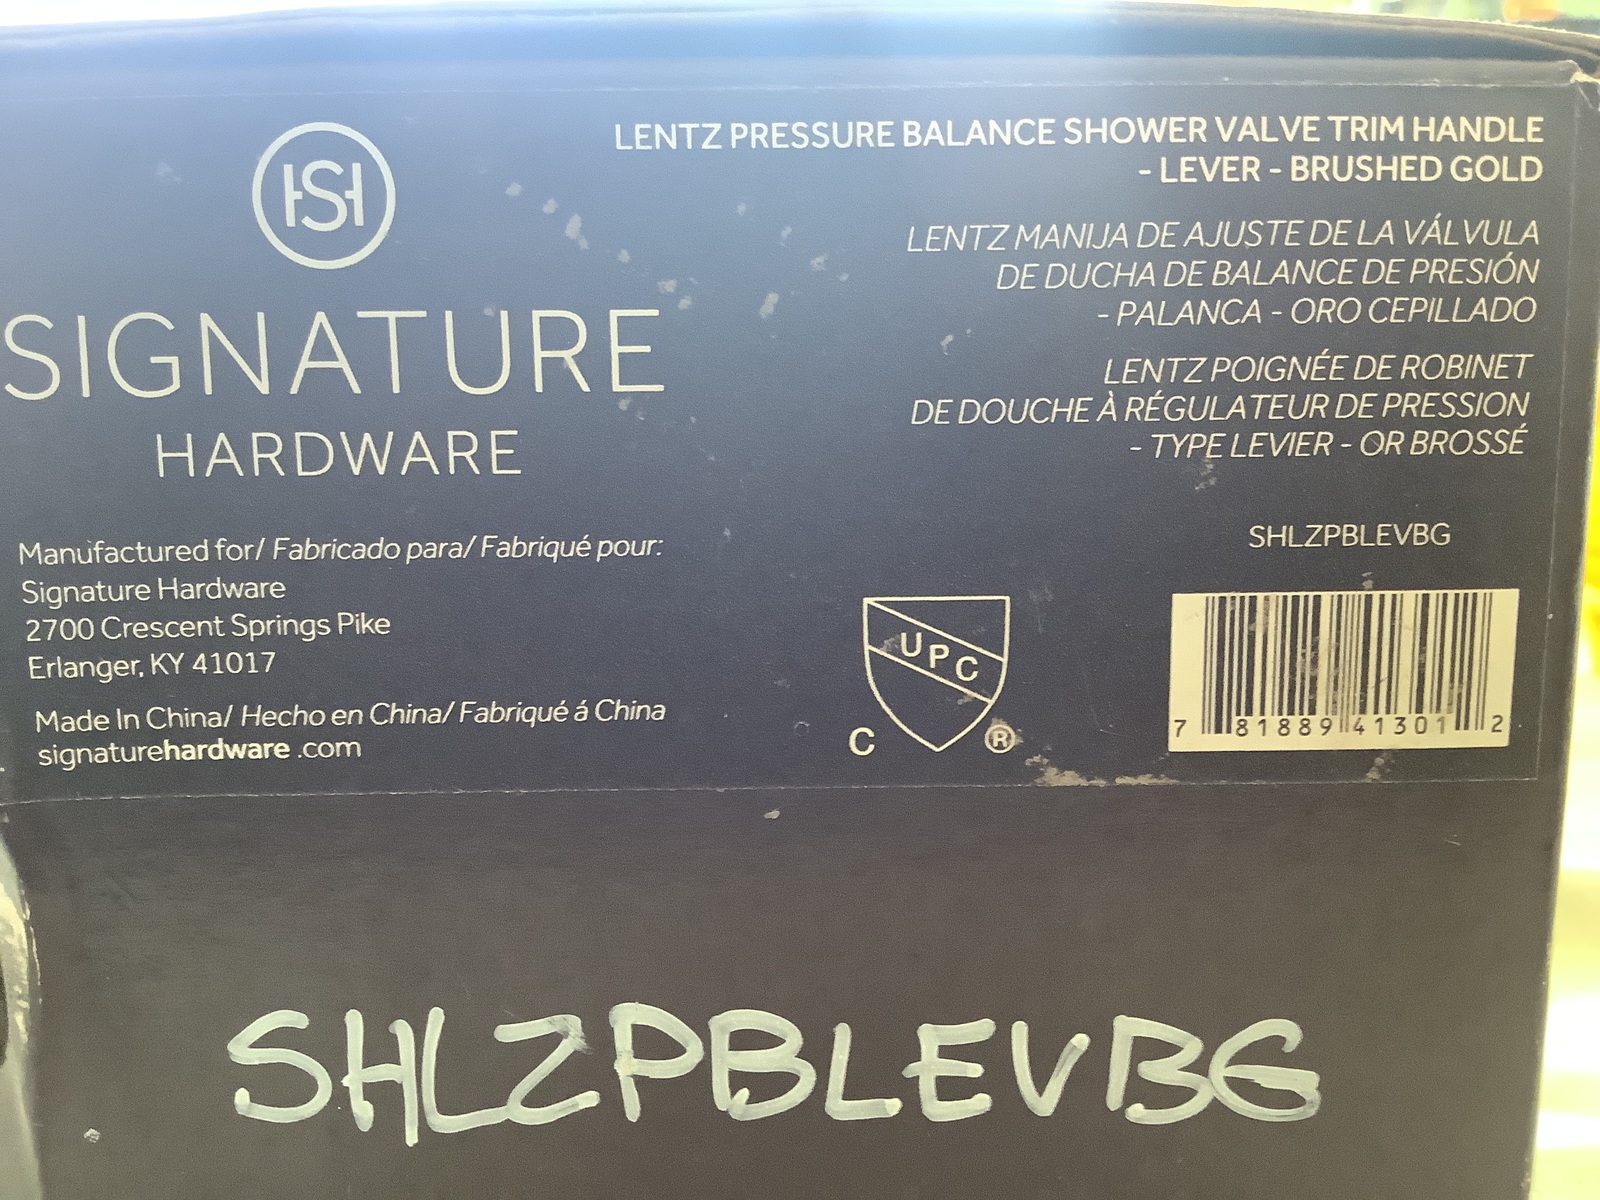 HSH
SIGNATURE
HARDWARE
Manufactured for/ Fabricado para/ Fabriqué pour:
Signature Hardware
2700 Crescent Springs Pike
Erlanger, KY 41017
Made In China/ Hecho en China/ Fabriqué á China
signaturehardware .com
LENTZ PRESSURE BALANCE SHOWER VALVE TRIM HANDLE
- LEVER - BRUSHED GOLD
LENTZ MANIJA DE AJUSTE DE LA VÁLVULA
DE DUCHA DE BALANCE DE PRESIÓN
- PALANCA - ORO CEPILLADO
LENTZ POIGNÉE DE ROBINET
DE DOUCHE À RÉGULATEUR DE PRESSION
- TYPE LEVIER - OR BROSSÉ
UPC
C ®
SHLZPBLEVBG
7 81889 41301 2
SHLZPBLEVBG